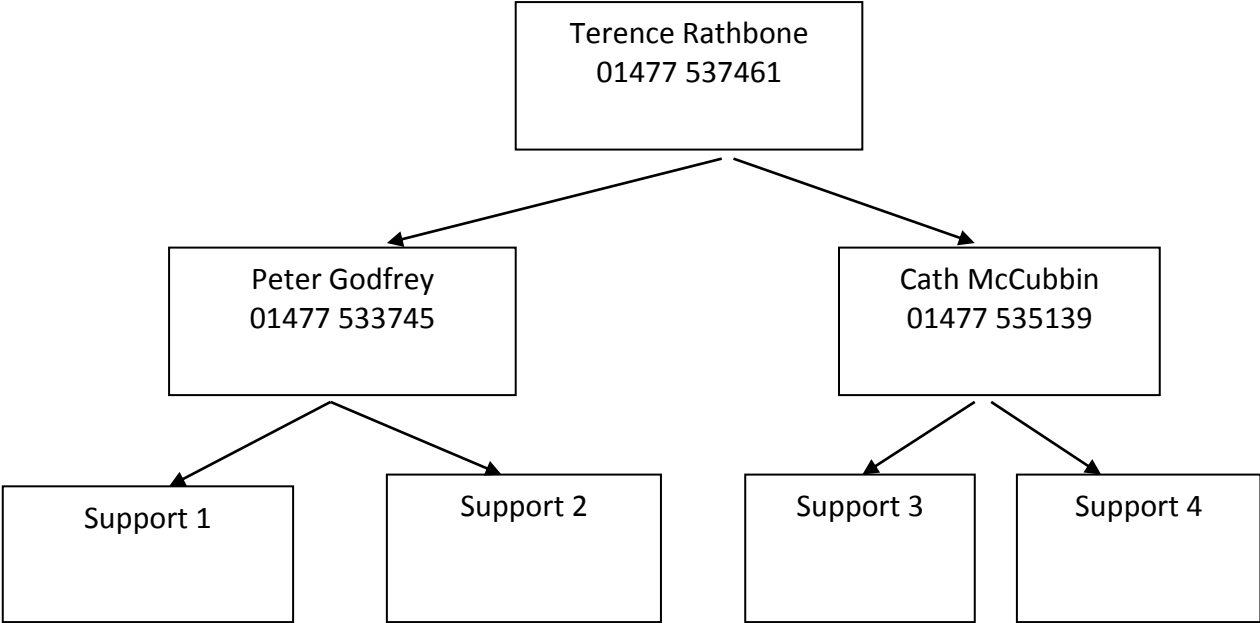 Terence Rathbone
01477 537461
Peter Godfrey
01477 533745
Cath McCubbin
01477 535139
Support 1
Support 2
Support 3
Support 4